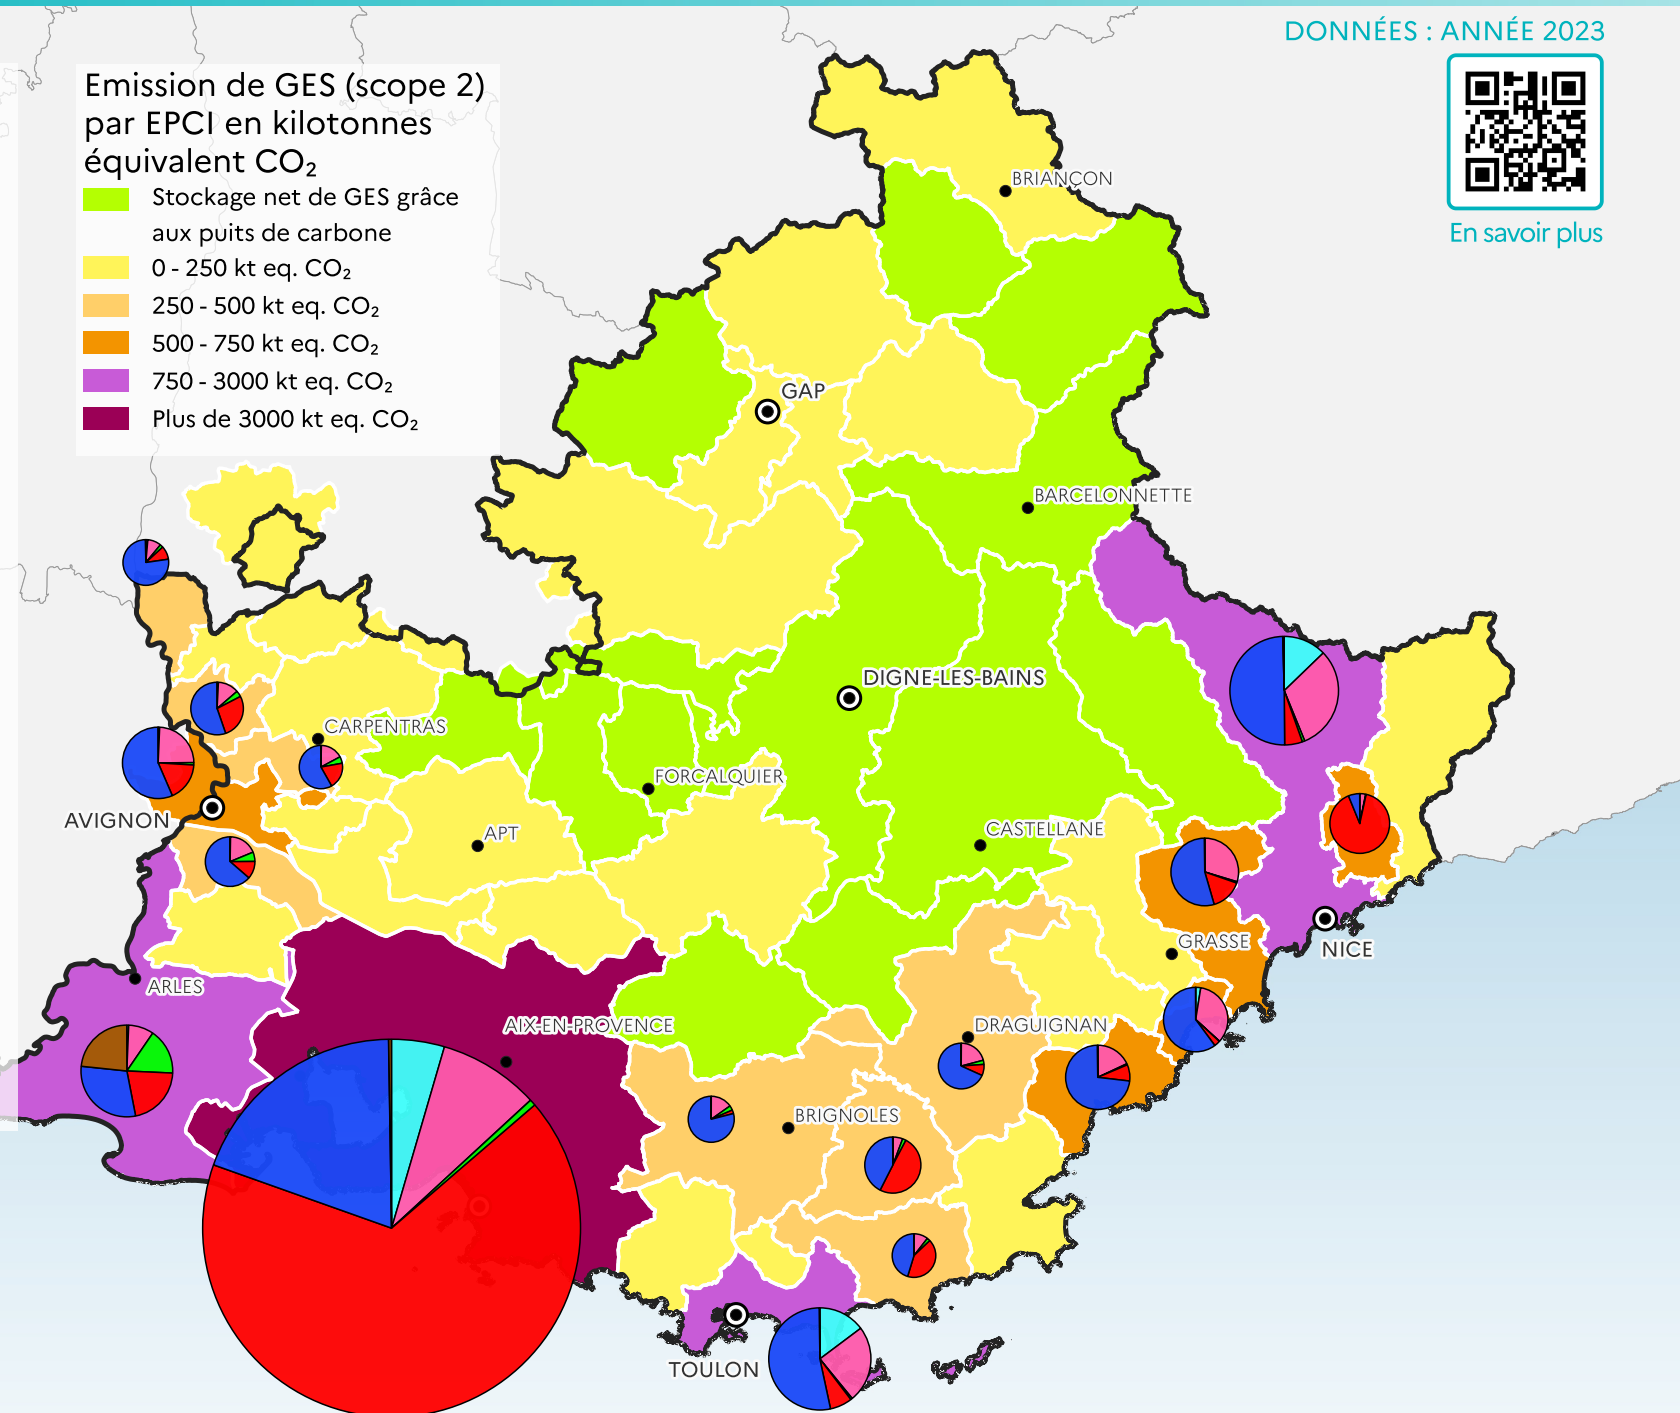 DONNÉES : ANNÉE 2023
En savoir plus
Emission de GES (scope 2)
par EPCI en kilotonnes
équivalent CO₂
Stockage net de GES grâce
aux puits de carbone
0 - 250 kt eq. CO₂
250 - 500 kt eq. CO₂
500 - 750 kt eq. CO₂
750 - 3000 kt eq. CO₂
Plus de 3000 kt eq. CO₂
BRIANÇON
GAP
BARCELONNETTE
DIGNE-LES-BAINS
CARPENTRAS
FORCALQUIER
AVIGNON
APT
CASTELLANE
GRASSE
NICE
ARLES
AIX-EN-PROVENCE
DRAGUIGNAN
BRIGNOLES
TOULON